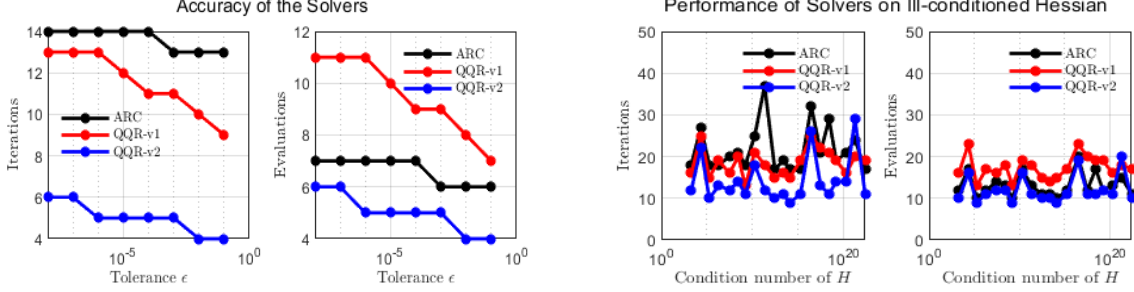 Accuracy of the Solvers
Performance of Solvers on Ill-conditioned Hessian
14
12
10
8
6
4
Iterations
ARC
QQR-v1
QQR-v2
10^-5
10^0
Tolerance ϵ
12
10
8
6
4
Evaluations
ARC
QQR-v1
QQR-v2
10^-5
10^0
Tolerance ϵ
50
40
30
20
10
0
Iterations
ARC
QQR-v1
QQR-v2
10^0
10^10
10^20
Condition number of H
50
40
30
20
10
0
Evaluations
ARC
QQR-v1
QQR-v2
10^0
10^10
10^20
Condition number of H